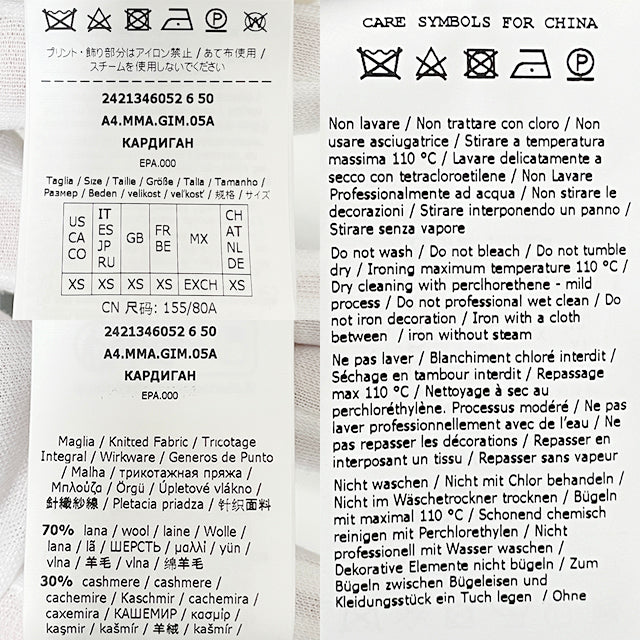 プリント・飾り部分はアイロン禁止 / あて布使用 /
スチームを使用しないでください
2421346052 6 50
A4.MMA.GIM.05A
КАРДИГАН
EPA.000
Taglia / Size / Taille / Größe / Talla / Tamanho /
Размер / Beden / velikost / veľkosť / 规格 / サイズ
US CA CO | IT ES JP RU | GB | FR BE | MX | CH AT NL DE
XS | XS | XS | XS | EXCH | XS
CN 尺码: 155/80A
2421346052 6 50
A4.MMA.GIM.05A
КАРДИГАН
EPA.000
Maglia / Knitted Fabric / Tricotage
Integral / Wirkware / Generos de Punto
/ Malha / трикотажная пряжа /
Μπλούζα / Örgü / Úpletové vlákno /
針織紗線 / Pletacia priadza / 针织面料
70% lana / wool / laine / Wolle /
lana / lã / ШЕРСТЬ / μαλλί / yün /
vlna / 羊毛 / vlna / 绵羊毛
30% cashmere / cashmere /
cachemire / Kaschmir / cachemira /
caxemira / КАШЕМИР / κασμίρ /
kaşmir / kašmír / 羊絨 / kašmír /
CARE SYMBOLS FOR CHINA
Non lavare / Non trattare con cloro / Non
usare asciugatrice / Stirare a temperatura
massima 110 °C / Lavare delicatamente a
secco con tetracloroetilene / Non Lavare
Professionalmente ad acqua / Non stirare le
decorazioni / Stirare interponendo un panno /
Stirare senza vapore
Do not wash / Do not bleach / Do not tumble
dry / Ironing maximum temperature 110 °C /
Dry cleaning with perclhorethene - mild
process / Do not professional wet clean / Do
not iron decoration / Iron with a cloth
between / iron without steam
Ne pas laver / Blanchiment chloré interdit /
Séchage en tambour interdit / Repassage
max 110 °C / Nettoyage à sec au
perchloréthylène. Processus modéré / Ne pas
laver professionnellement avec de l'eau / Ne
pas repasser les décorations / Repasser en
interposant un tissu / Repasser sans vapeur
Nicht waschen / Nicht mit Chlor behandeln /
Nicht im Wäschetrockner trocknen / Bügeln
mit maximal 110 °C / Schonend chemisch
reinigen mit Perchlorethylen / Nicht
professionell mit Wasser waschen /
Dekorative Elemente nicht bügeln / Zum
Bügeln zwischen Bügeleisen und
Kleidungsstück ein Tuch legen / Ohne